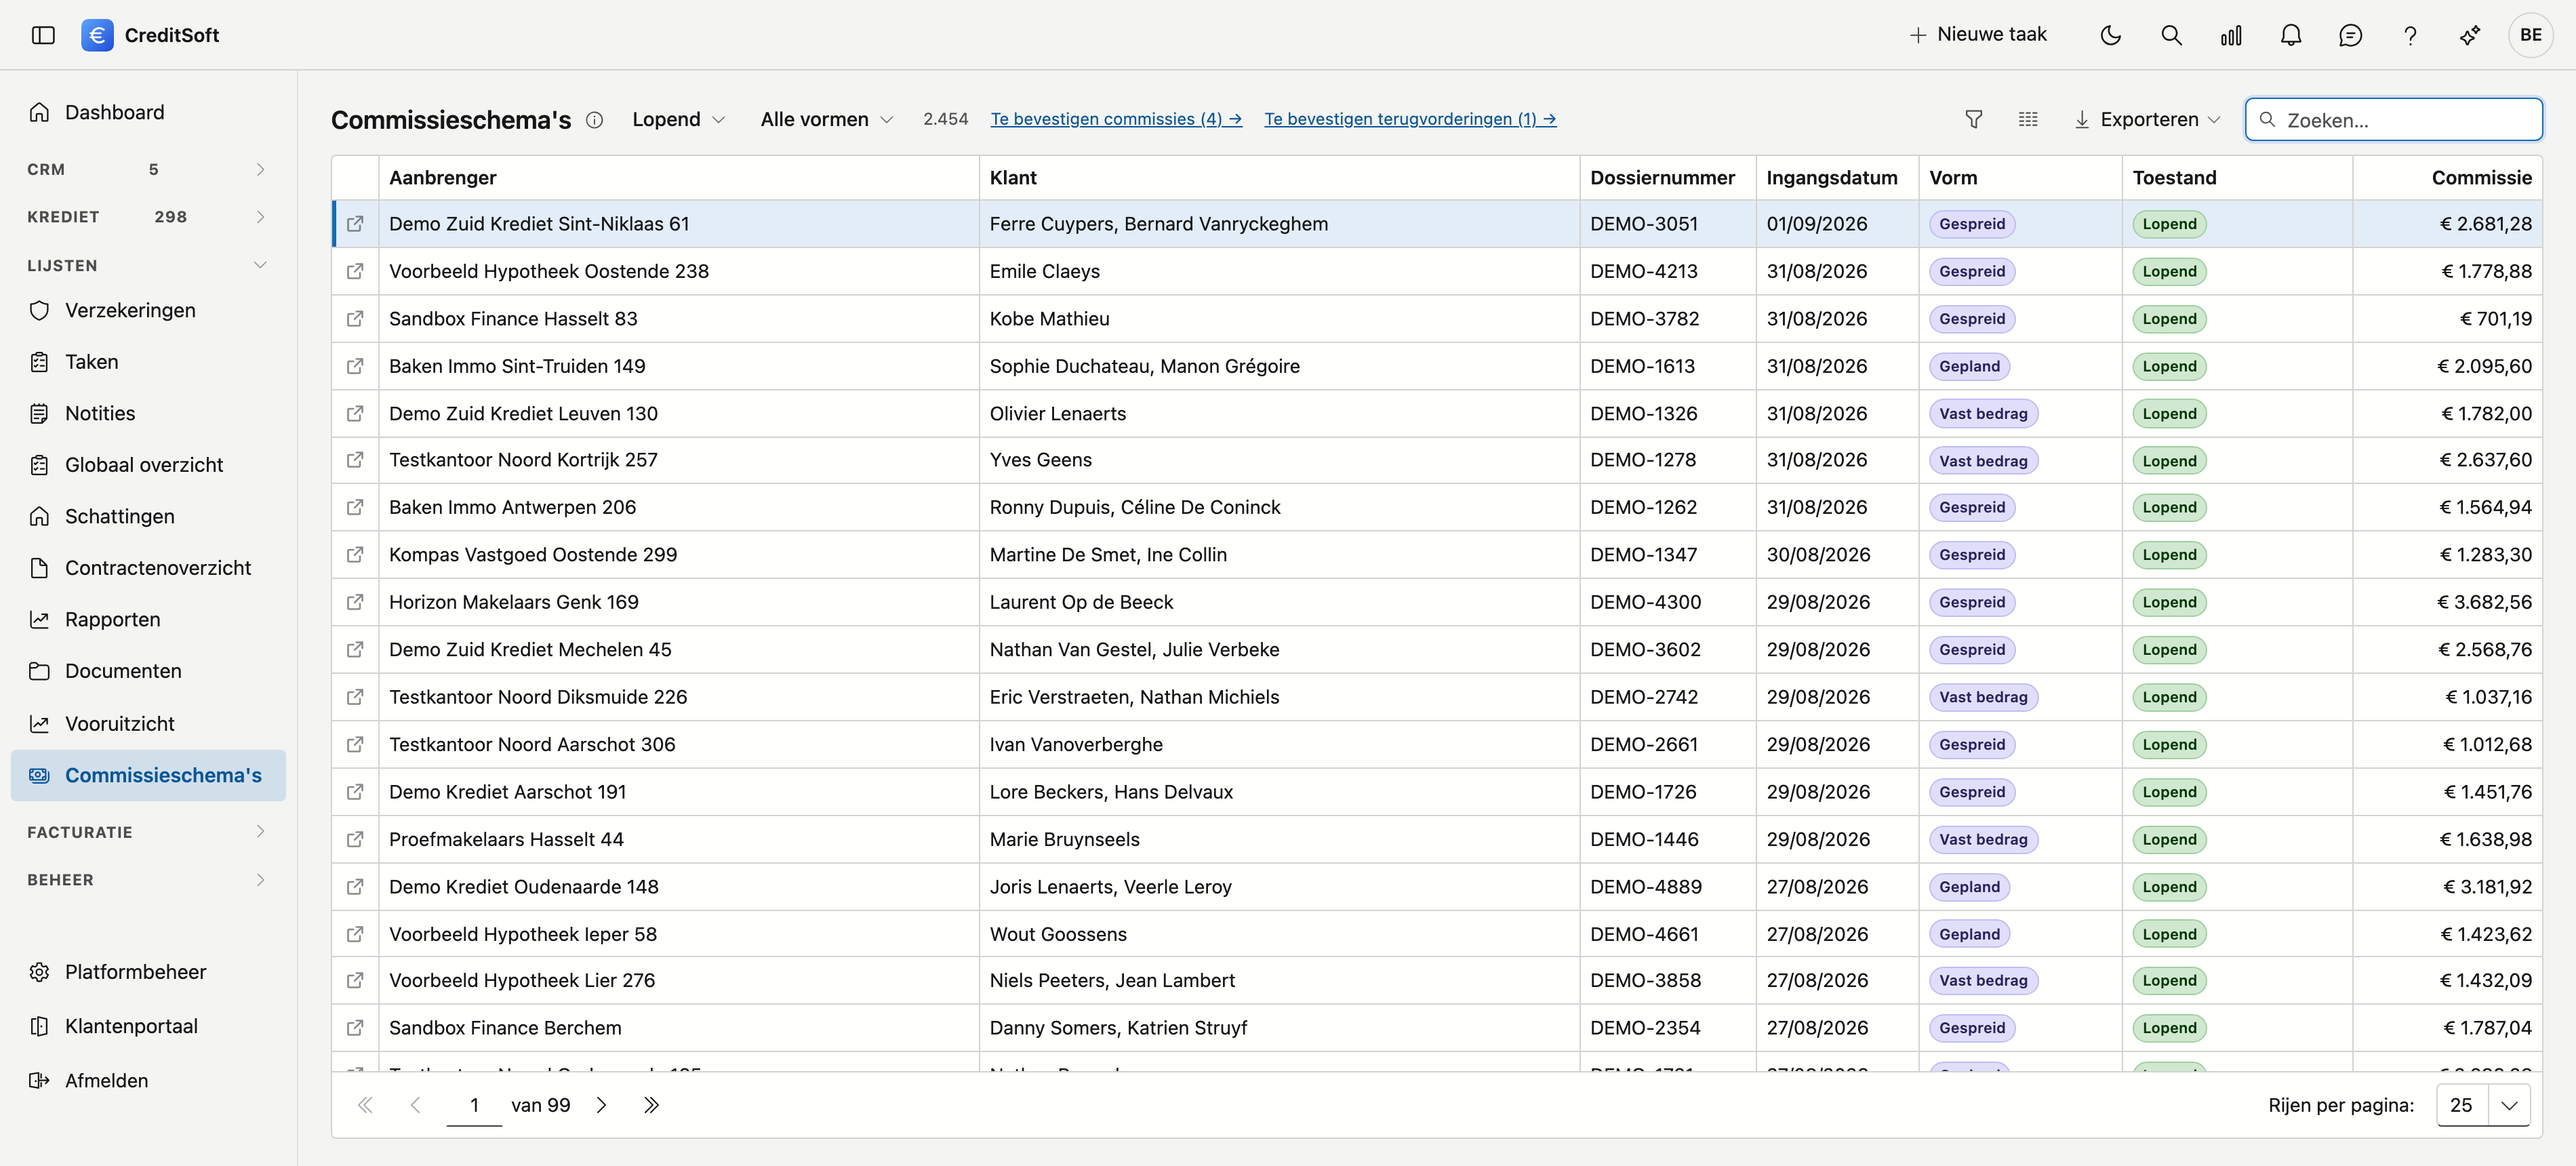 € CreditSoft
Nieuwe taak
BE
Dashboard
CRM 5
KREDIET 298
LIJSTEN
Verzekeringen
Taken
Notities
Globaal overzicht
Schattingen
Contractenoverzicht
Rapporten
Documenten
Vooruitzicht
Commissieschema's
FACTURATIE
BEHEER
Platformbeheer
Klantenportaal
Afmelden
Commissieschema's Lopend Alle vormen 2.454 Te bevestigen commissies (4) → Te bevestigen terugvorderingen (1) → Exporteren Zoeken...
Aanbrenger Klant Dossiernummer Ingangsdatum Vorm Toestand Commissie
Demo Zuid Krediet Sint-Niklaas 61 Ferre Cuypers, Bernard Vanryckeghem DEMO-3051 01/09/2026 Gespreid Lopend € 2.681,28
Voorbeeld Hypotheek Oostende 238 Emile Claeys DEMO-4213 31/08/2026 Gespreid Lopend € 1.778,88
Sandbox Finance Hasselt 83 Kobe Mathieu DEMO-3782 31/08/2026 Gespreid Lopend € 701,19
Baken Immo Sint-Truiden 149 Sophie Duchateau, Manon Grégoire DEMO-1613 31/08/2026 Gepland Lopend € 2.095,60
Demo Zuid Krediet Leuven 130 Olivier Lenaerts DEMO-1326 31/08/2026 Vast bedrag Lopend € 1.782,00
Testkantoor Noord Kortrijk 257 Yves Geens DEMO-1278 31/08/2026 Vast bedrag Lopend € 2.637,60
Baken Immo Antwerpen 206 Ronny Dupuis, Céline De Coninck DEMO-1262 31/08/2026 Gespreid Lopend € 1.564,94
Kompas Vastgoed Oostende 299 Martine De Smet, Ine Collin DEMO-1347 30/08/2026 Gespreid Lopend € 1.283,30
Horizon Makelaars Genk 169 Laurent Op de Beeck DEMO-4300 29/08/2026 Gespreid Lopend € 3.682,56
Demo Zuid Krediet Mechelen 45 Nathan Van Gestel, Julie Verbeke DEMO-3602 29/08/2026 Gespreid Lopend € 2.568,76
Testkantoor Noord Diksmuide 226 Eric Verstraeten, Nathan Michiels DEMO-2742 29/08/2026 Vast bedrag Lopend € 1.037,16
Testkantoor Noord Aarschot 306 Ivan Vanoverberghe DEMO-2661 29/08/2026 Gespreid Lopend € 1.012,68
Demo Krediet Aarschot 191 Lore Beckers, Hans Delvaux DEMO-1726 29/08/2026 Gespreid Lopend € 1.451,76
Proefmakelaars Hasselt 44 Marie Bruynseels DEMO-1446 29/08/2026 Vast bedrag Lopend € 1.638,98
Demo Krediet Oudenaarde 148 Joris Lenaerts, Veerle Leroy DEMO-4889 27/08/2026 Gepland Lopend € 3.181,92
Voorbeeld Hypotheek Ieper 58 Wout Goossens DEMO-4661 27/08/2026 Gepland Lopend € 1.423,62
Voorbeeld Hypotheek Lier 276 Niels Peeters, Jean Lambert DEMO-3858 27/08/2026 Vast bedrag Lopend € 1.432,09
Sandbox Finance Berchem Danny Somers, Katrien Struyf DEMO-2354 27/08/2026 Gespreid Lopend € 1.787,04
1 van 99
Rijen per pagina: 25